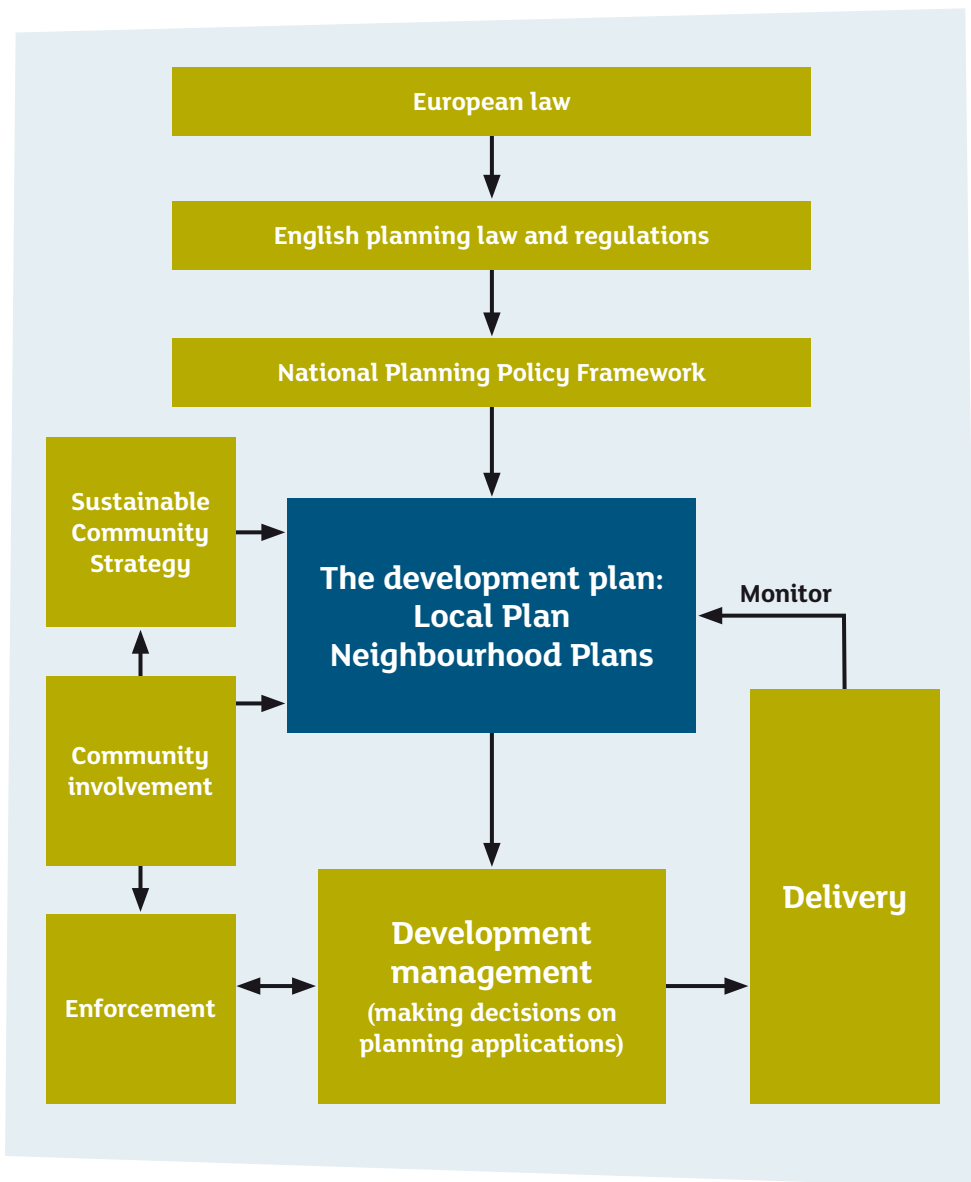 European law
English planning law and regulations
National Planning Policy Framework
Sustainable
Community
Strategy
The development plan:
Local Plan
Neighbourhood Plans
Monitor
Community
involvement
Delivery
Enforcement
Development
management
(making decisions on
planning applications)